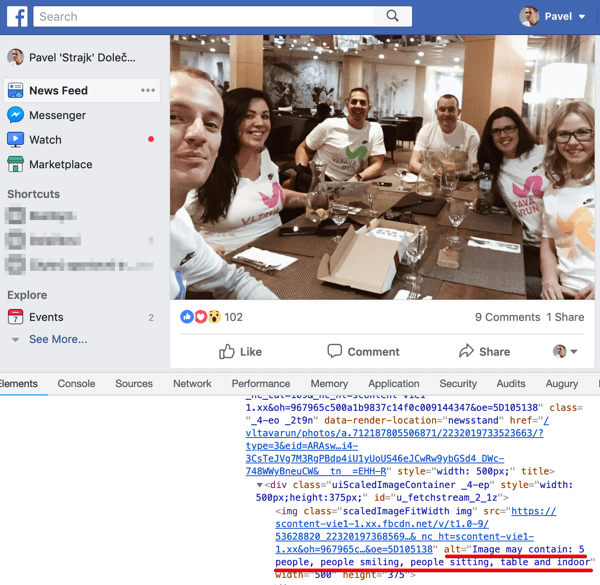 f
Search
Pavel
Pavel 'Strajk' Doleč...
News Feed
Messenger
Watch
Marketplace
Shortcuts
Explore
7
Events
2
See More...
VLTAVA
RUN
TAVA
RUN
102
9 Comments 1 Share
Like
Comment
Share
Elements Console Sources Network Performance Memory Application Security Audits Augury
1.xx&oh=967965c500a1b9837c14f0c009144347&oe=5D105138" class=
"_4-eo _2t9n" data-render-location="newsstand" href="/
vltavarun/photos/a.712187805506871/2232019733523663/?
type=3&eid=ARAsw…i4-
3CsTeJVg7M3RgPBdp4iU1yUoUS46eJCwRw9ybGSd4_DWc-
748WWyBneuCW&__tn__=EHH-R" style="width: 500px;" title>
▼<div class="uiScaledImageContainer _4-ep" style="width:
500px;height:375px;" id="u_fetchstream_2_1z">
<img class="scaledImageFitWidth img" src="https://
scontent-vie1-1.xx.fbcdn.net/v/t1.0-9/
53628820_22320197368569…&_nc_ht=scontent-vie1-
1.xx&oh=967965c…&oe=5D105138" alt="Image may contain: 5
people, people smiling, people sitting, table and indoor"
width="500" height="375">